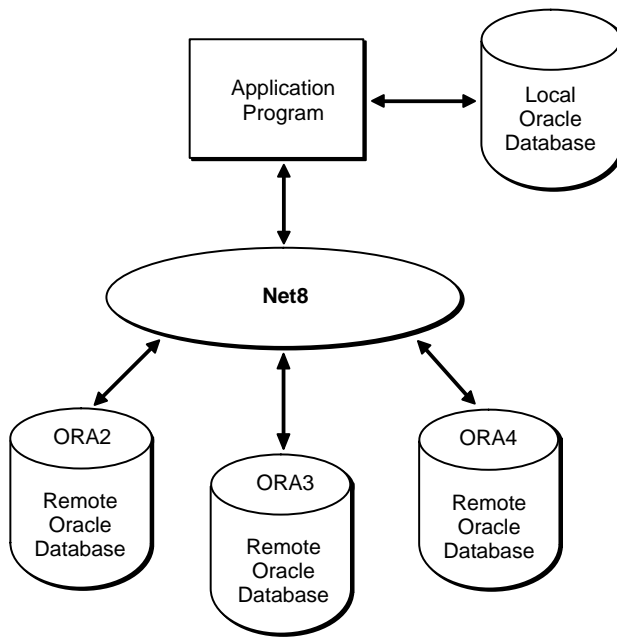 Application
Program
Local
Oracle
Database
Net8
ORA2
Remote
Oracle
Database
ORA3
Remote
Oracle
Database
ORA4
Remote
Oracle
Database